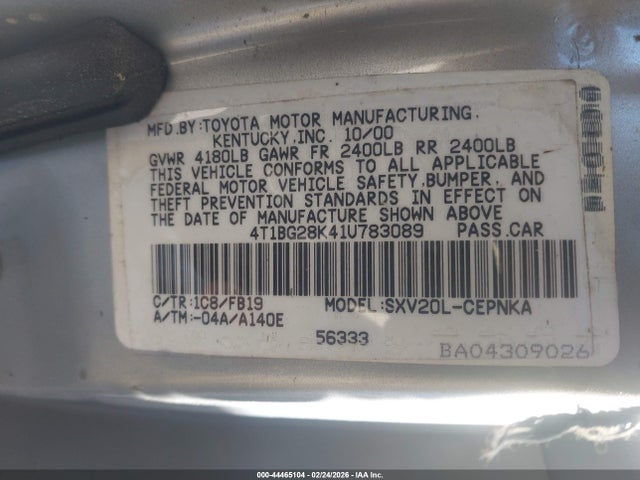 MFD.BY:TOYOTA MOTOR MANUFACTURING,
KENTUCKY,INC. 10/00
GVWR 4180LB GAWR FR 2400LB RR 2400LB
THIS VEHICLE CONFORMS TO ALL APPLICABLE
FEDERAL MOTOR VEHICLE SAFETY,BUMPER, AND
THEFT PREVENTION STANDARDS IN EFFECT ON
THE DATE OF MANUFACTURE SHOWN ABOVE
4T1BG28K41U783089 PASS.CAR
C/TR:1C8/FB19 MODEL:SXV20L-CEPNKA
A/TM:-04A/A140E
56333
BA04309026
000-44465104 - 02/24/2026 - Copyright IAA, Inc.